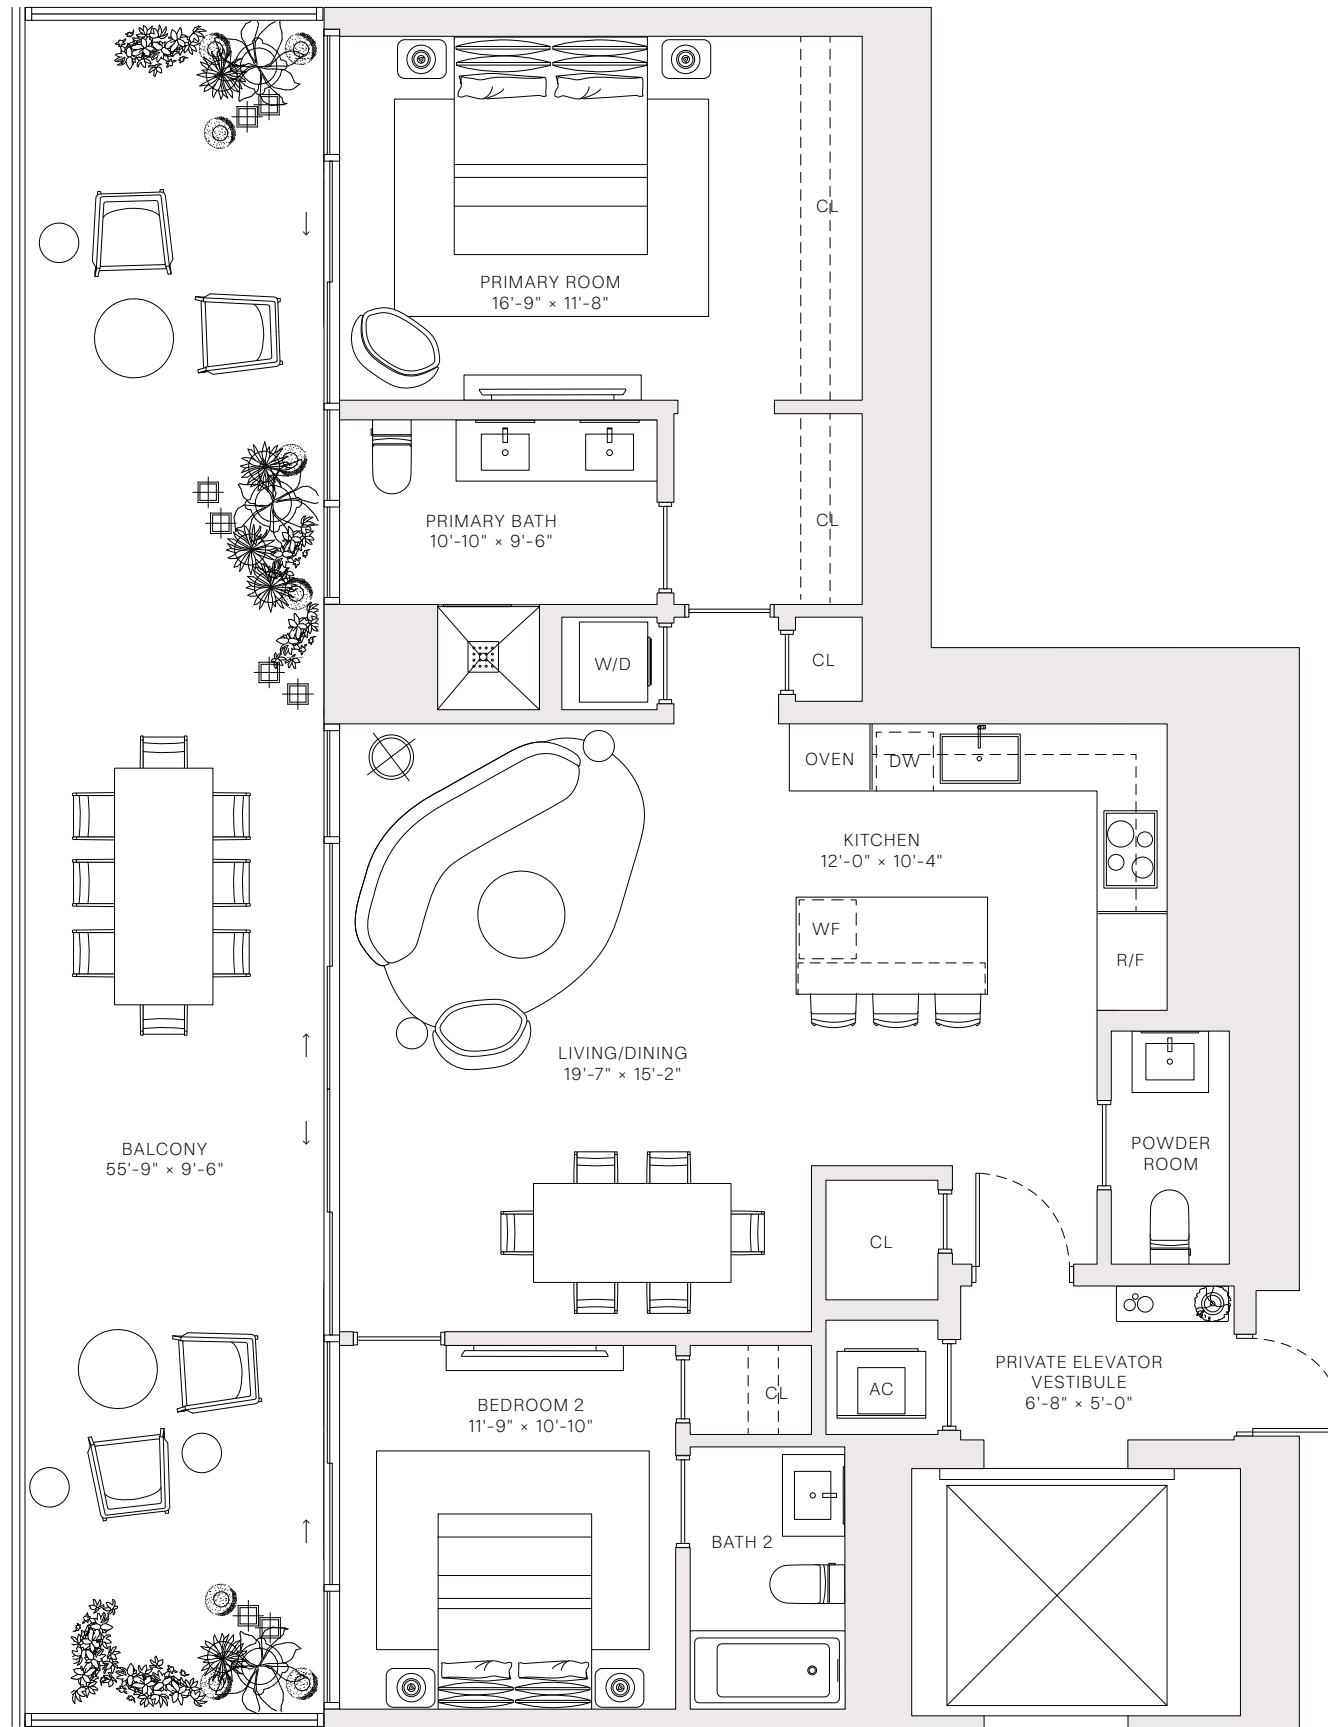 CL
PRIMARY ROOM
16'-9" × 11'-8"
PRIMARY BATH
10'-10" × 9'-6"
CL
W/D
CL
OVEN
DW
KITCHEN
12'-0" × 10'-4"
WF
R/F
LIVING/DINING
19'-7" × 15'-2"
BALCONY
55'-9" × 9'-6"
POWDER
ROOM
CL
PRIVATE ELEVATOR
VESTIBULE
6'-8" × 5'-0"
AC
CL
BEDROOM 2
11'-9" × 10'-10"
BATH 2